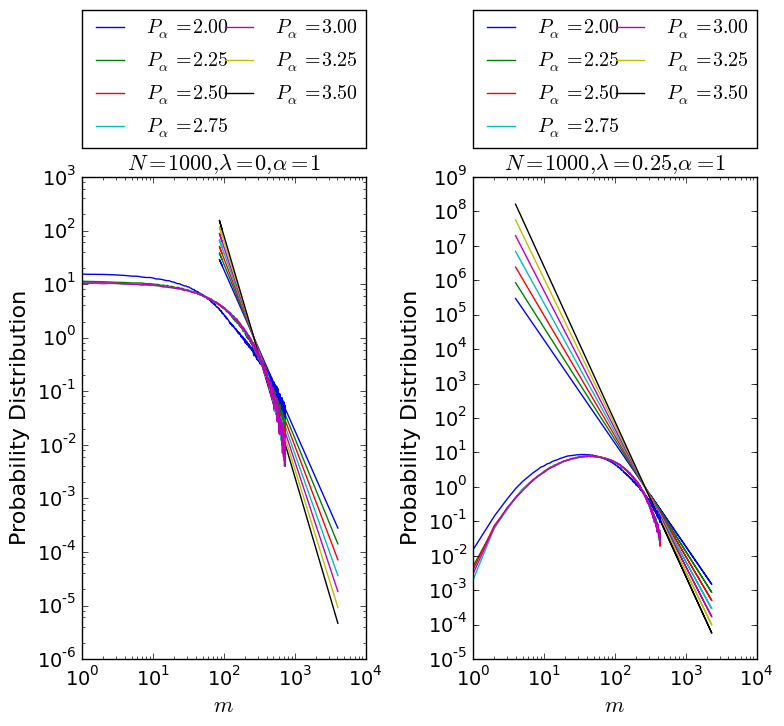 P_α = 2.00 P_α = 3.00
P_α = 2.25 P_α = 3.25
P_α = 2.50 P_α = 3.50
P_α = 2.75
N=1000,λ=0,α=1
10^3
10^2
10^1
10^0
10^-1
10^-2
10^-3
10^-4
10^-5
10^-6
Probability Distribution
10^0 10^1 10^2 10^3 10^4
m
P_α = 2.00 P_α = 3.00
P_α = 2.25 P_α = 3.25
P_α = 2.50 P_α = 3.50
P_α = 2.75
N=1000,λ=0.25,α=1
10^9
10^8
10^7
10^6
10^5
10^4
10^3
10^2
10^1
10^0
10^-1
10^-2
10^-3
10^-4
10^-5
Probability Distribution
10^0 10^1 10^2 10^3 10^4
m